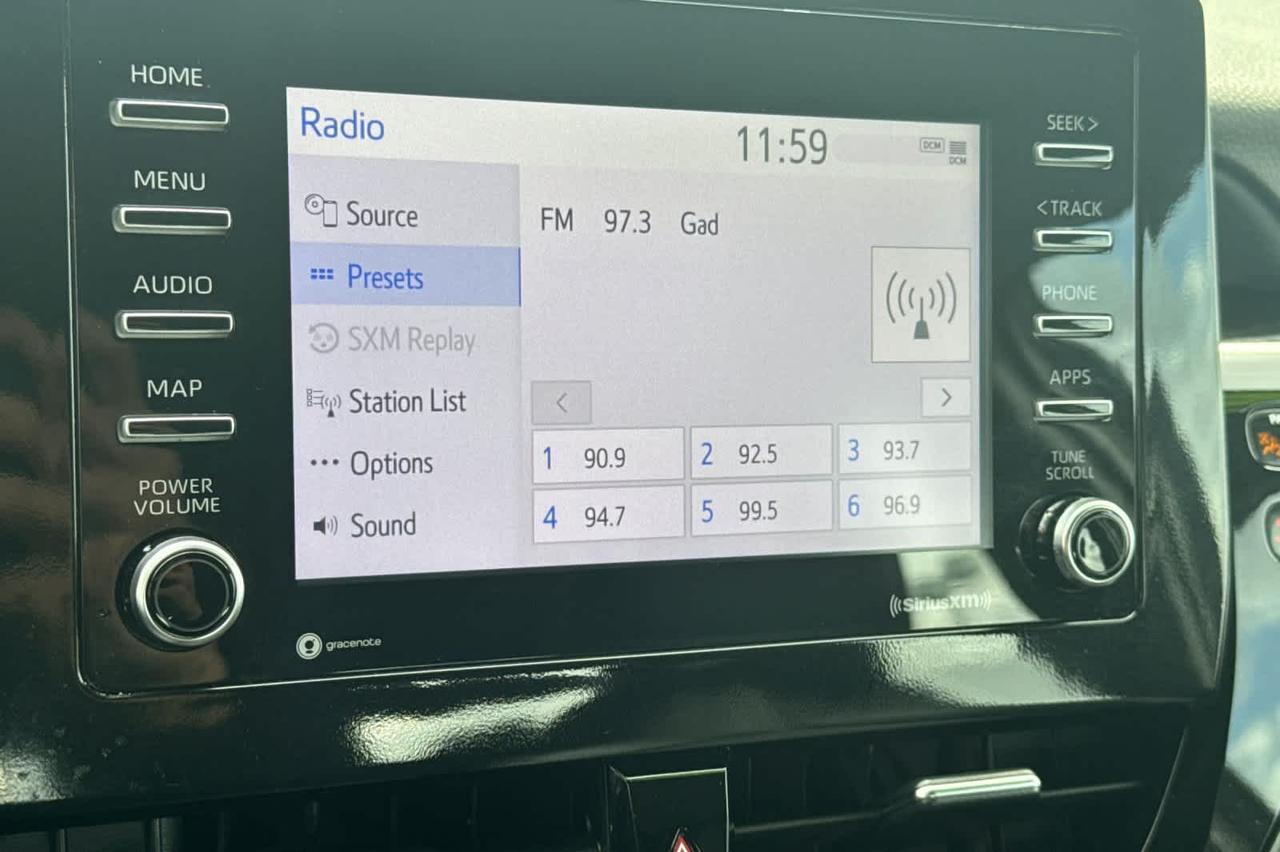 HOME
MENU
AUDIO
MAP
POWER
VOLUME
Radio
11:59
DCM
DCM
Source
Presets
SXM Replay
Station List
Options
Sound
FM 97.3 Gad
<
>
1 90.9
2 92.5
3 93.7
4 94.7
5 99.5
6 96.9
SEEK >
< TRACK
PHONE
APPS
TUNE
SCROLL
gracenote
((SiriusXM))